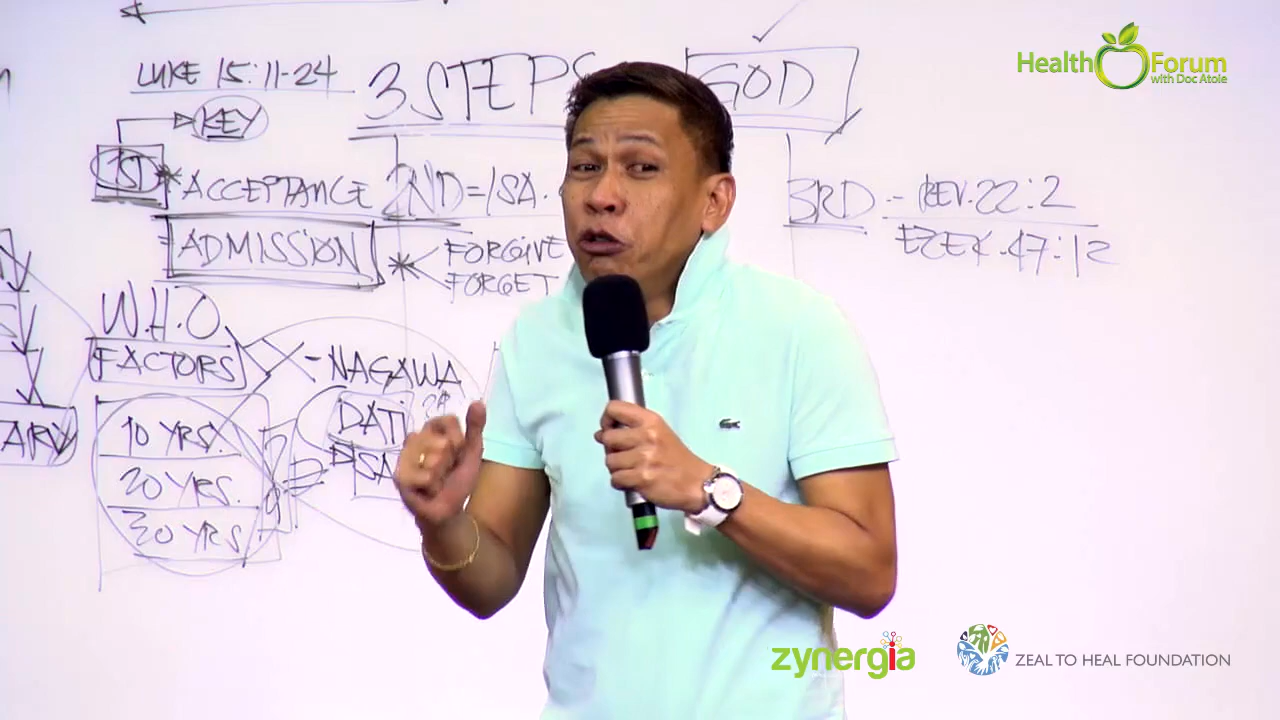 LUKE 15:11-24
3 STEPS
GOD
Health Forum
with Doc Atole
KEY
1ST
* ACCEPTANCE
2ND = ISA.
3RD - REV. 22:2
EZEK. 47:12
ADMISSION
* FORGIVE
FORGET
W.H.O.
FACTORS
- NAGAWA
DATI
10 YRS.
20 YRS.
30 YRS
SA
zynergia
ZEAL TO HEAL FOUNDATION